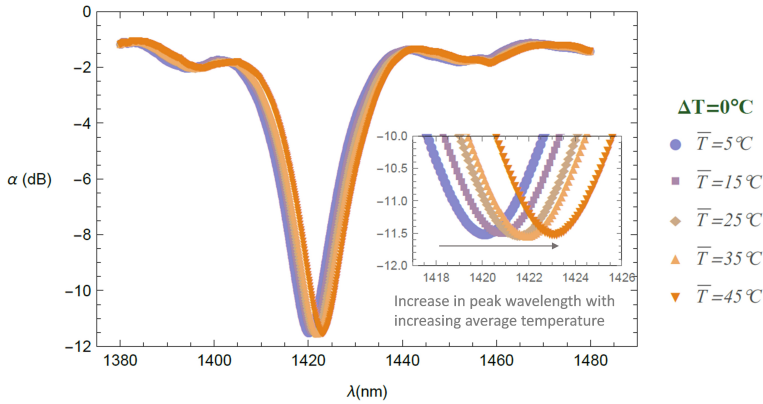 0
−2
−4
−6
−8
−10
−12
α (dB)
1380 1400 1420 1440 1460 1480
λ(nm)
−10.0
−10.5
−11.0
−11.5
−12.0
1418 1420 1422 1424 1426
Increase in peak wavelength with
increasing average temperature
ΔT=0°C
T̅=5°C
T̅=15°C
T̅=25°C
T̅=35°C
T̅=45°C